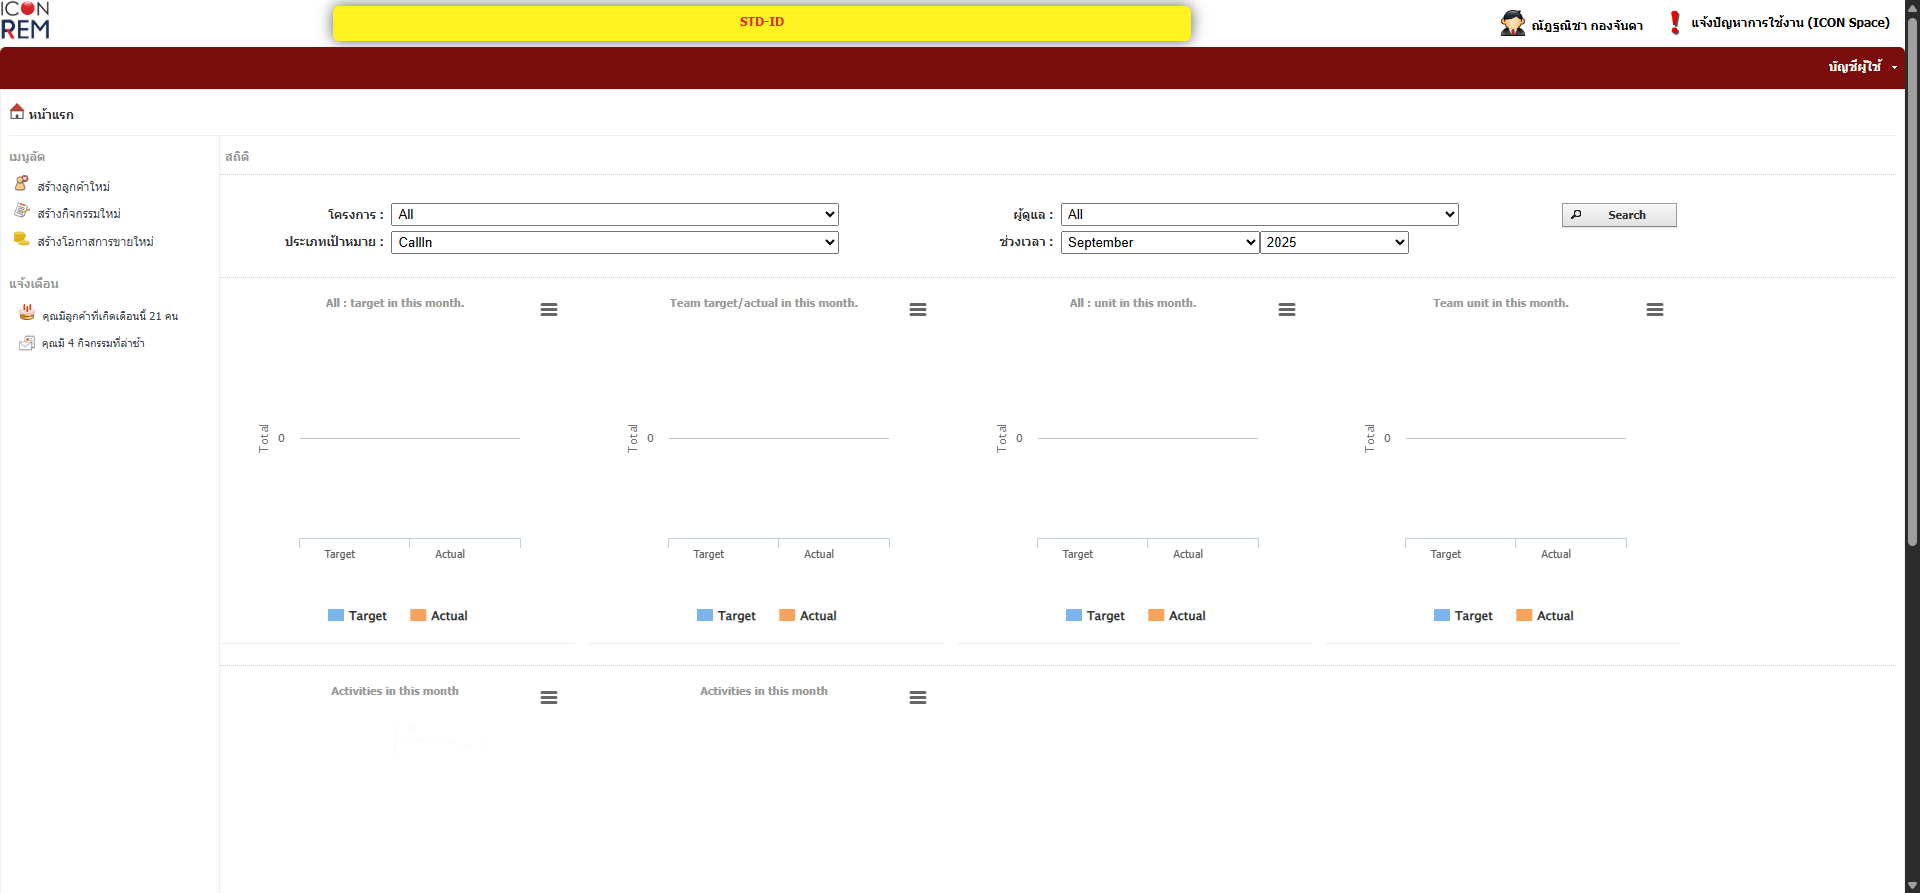 ICON
REM
STD-ID
ณัฏฐณิชา กองจันดา
แจ้งปัญหาการใช้งาน (ICON Space)
บัญชีผู้ใช้
หน้าแรก
เมนูลัด
สร้างลูกค้าใหม่
สร้างกิจกรรมใหม่
สร้างโอกาสการขายใหม่
แจ้งเตือน
คุณมีลูกค้าที่เกิดเดือนนี้ 21 คน
คุณมี 4 กิจกรรมที่ล่าช้า
สถิติ
โครงการ : All
ผู้ดูแล : All
Search
ประเภทเป้าหมาย : CallIn
ช่วงเวลา : September 2025
All : target in this month.
Total
0
Target Actual
Target Actual
Team target/actual in this month.
Total
0
Target Actual
Target Actual
All : unit in this month.
Total
0
Target Actual
Target Actual
Team unit in this month.
Total
0
Target Actual
Target Actual
Activities in this month
Activities in this month